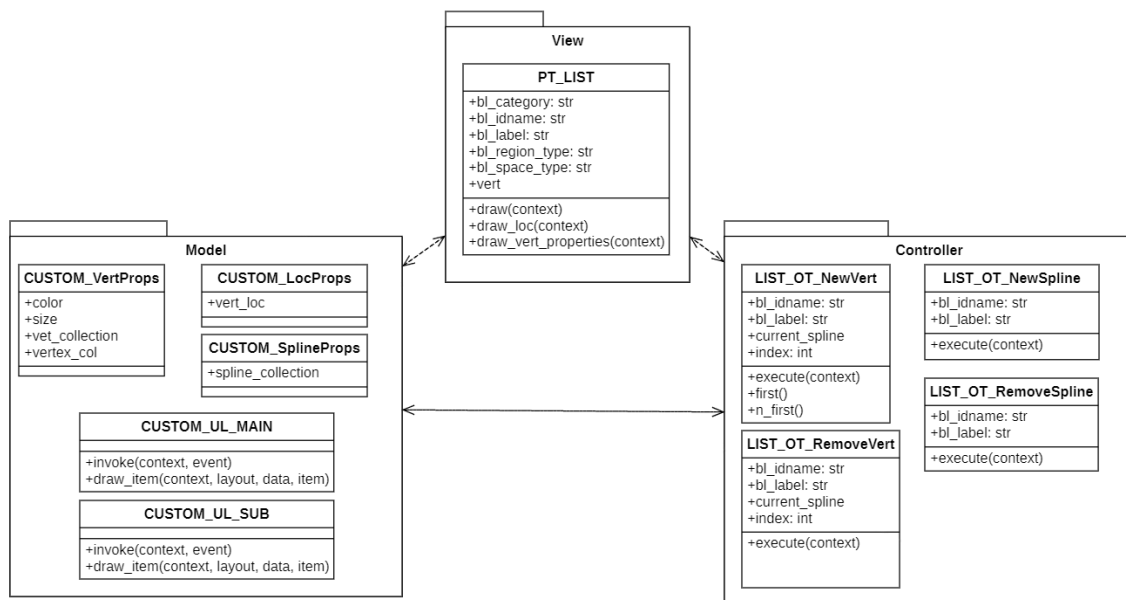 View
PT_LIST
+bl_category: str
+bl_idname: str
+bl_label: str
+bl_region_type: str
+bl_space_type: str
+vert
+draw(context)
+draw_loc(context)
+draw_vert_properties(context)
Model
CUSTOM_VertProps
+color
+size
+vet_collection
+vertex_col
CUSTOM_LocProps
+vert_loc
CUSTOM_SplineProps
+spline_collection
CUSTOM_UL_MAIN
+invoke(context, event)
+draw_item(context, layout, data, item)
CUSTOM_UL_SUB
+invoke(context, event)
+draw_item(context, layout, data, item)
Controller
LIST_OT_NewVert
+bl_idname: str
+bl_label: str
+current_spline
+index: int
+execute(context)
+first()
+n_first()
LIST_OT_RemoveVert
+bl_idname: str
+bl_label: str
+current_spline
+index: int
+execute(context)
LIST_OT_NewSpline
+bl_idname: str
+bl_label: str
+execute(context)
LIST_OT_RemoveSpline
+bl_idname: str
+bl_label: str
+execute(context)